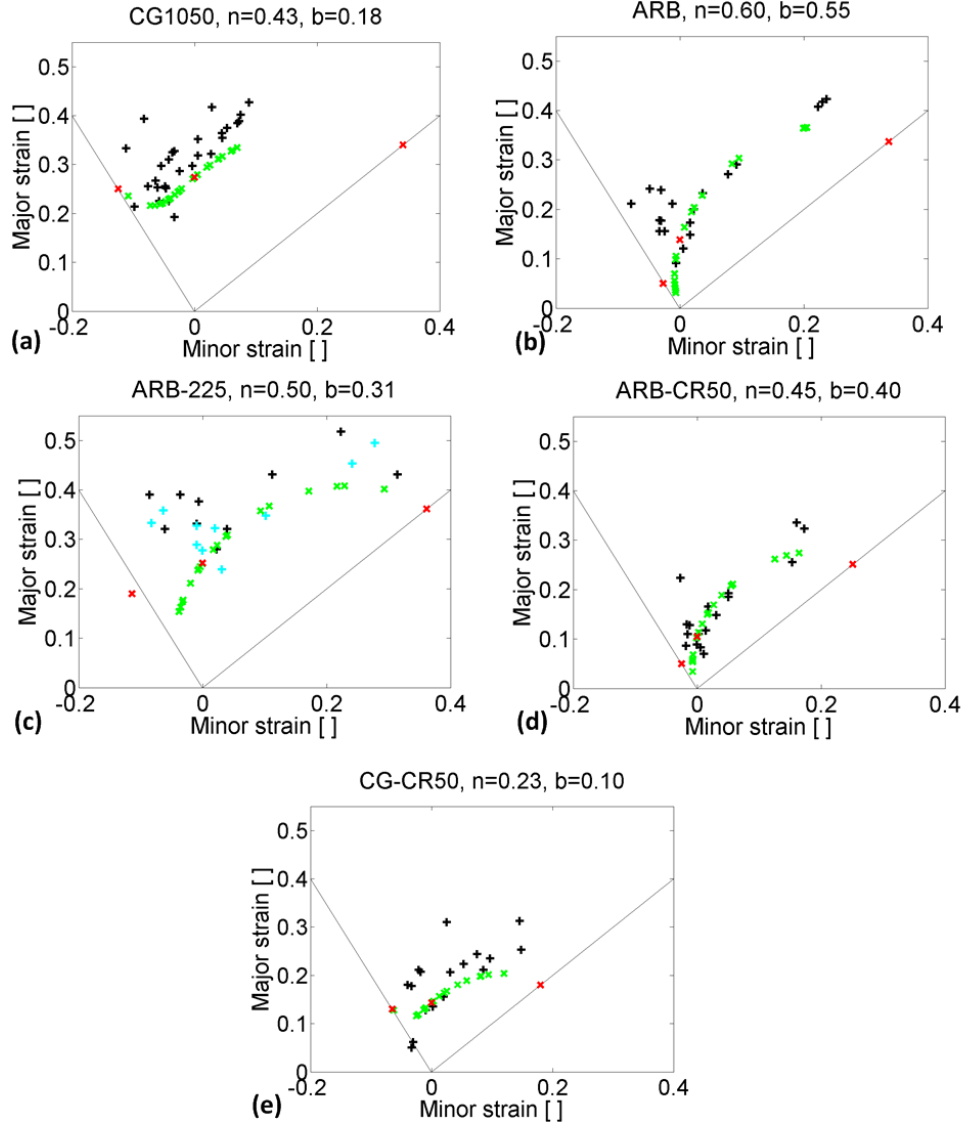 CG1050, n=0.43, b=0.18
Major strain [ ]
0.5
0.4
0.3
0.2
0.1
0
-0.2
0
0.2
0.4
Minor strain [ ]
(a)
ARB, n=0.60, b=0.55
Major strain [ ]
0.5
0.4
0.3
0.2
0.1
0
-0.2
0
0.2
0.4
Minor strain [ ]
(b)
ARB-225, n=0.50, b=0.31
Major strain [ ]
0.5
0.4
0.3
0.2
0.1
0
-0.2
0
0.2
0.4
Minor strain [ ]
(c)
ARB-CR50, n=0.45, b=0.40
Major strain [ ]
0.5
0.4
0.3
0.2
0.1
0
-0.2
0
0.2
0.4
Minor strain [ ]
(d)
CG-CR50, n=0.23, b=0.10
Major strain [ ]
0.5
0.4
0.3
0.2
0.1
0
-0.2
0
0.2
0.4
Minor strain [ ]
(e)